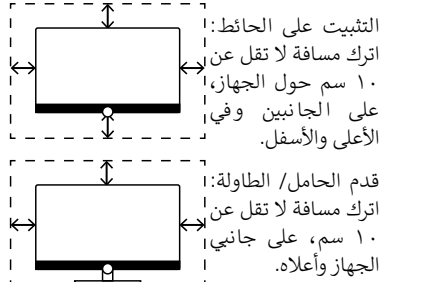 التثبيت على الحائط:
اترك مسافة لا تقل عن
١٠ سم حول الجهاز،
على الجانبين وفي
الأعلى والأسفل.
قدم الحامل/ الطاولة:
اترك مسافة لا تقل عن
١٠ سم، على جانبي
الجهاز وأعلاه.